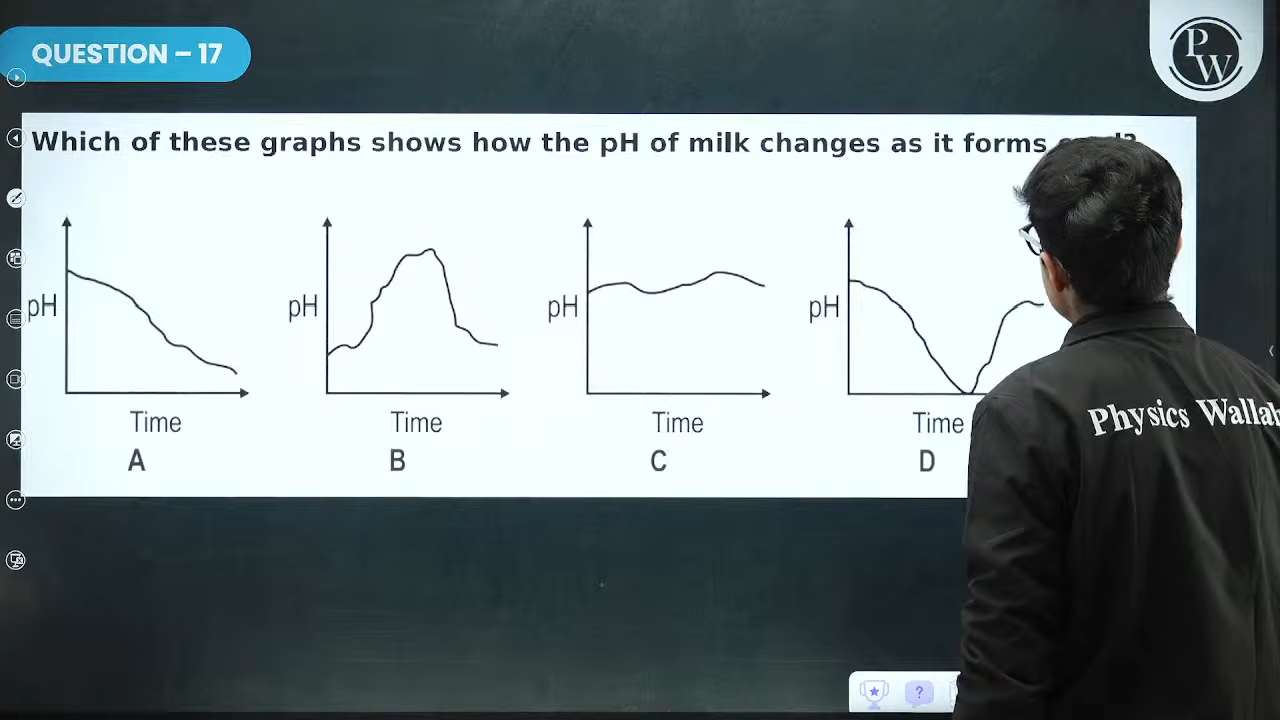 QUESTION – 17
PW
Which of these graphs shows how the pH of milk changes as it forms
pH
pH
pH
pH
Time
Time
Time
Time
A
B
C
D
Physics Wallah
?